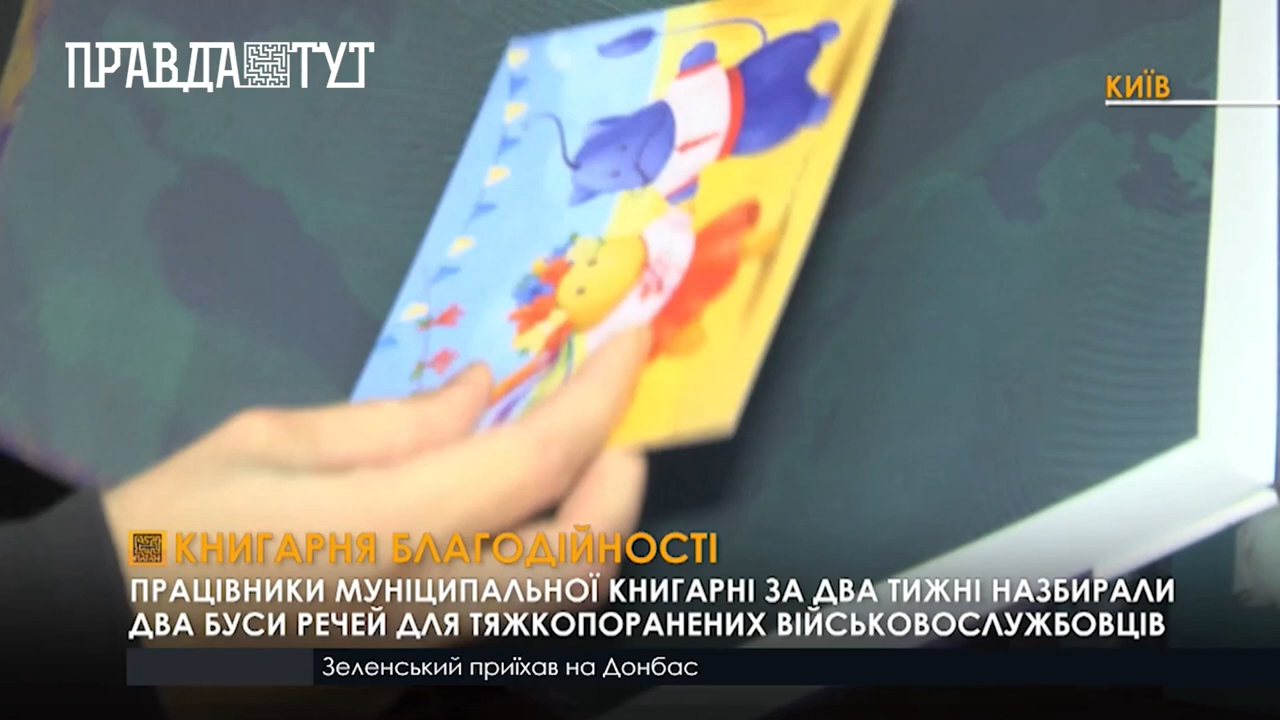 ПРАВДА ТУТ
КИЇВ
КНИГАРНЯ БЛАГОДІЙНОСТІ
ПРАЦІВНИКИ МУНІЦИПАЛЬНОЇ КНИГАРНІ ЗА ДВА ТИЖНІ НАЗБИРАЛИ
ДВА БУСИ РЕЧЕЙ ДЛЯ ТЯЖКОПОРАНЕНИХ ВІЙСЬКОВОСЛУЖБОВЦІВ
Зеленський приїхав на Донбас